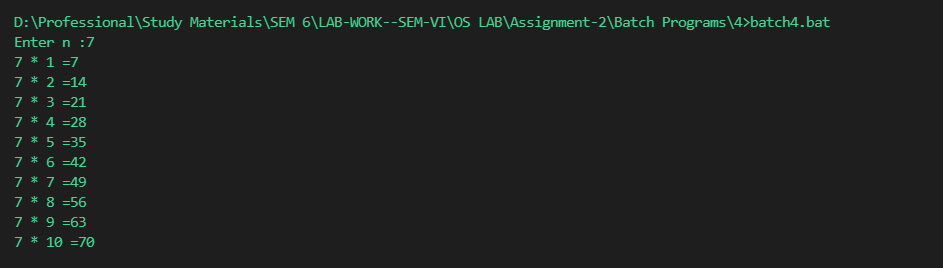 D:\Professional\Study Materials\SEM 6\LAB-WORK--SEM-VI\OS LAB\Assignment-2\Batch Programs\4>batch4.bat
Enter n :7
7 * 1 =7
7 * 2 =14
7 * 3 =21
7 * 4 =28
7 * 5 =35
7 * 6 =42
7 * 7 =49
7 * 8 =56
7 * 9 =63
7 * 10 =70